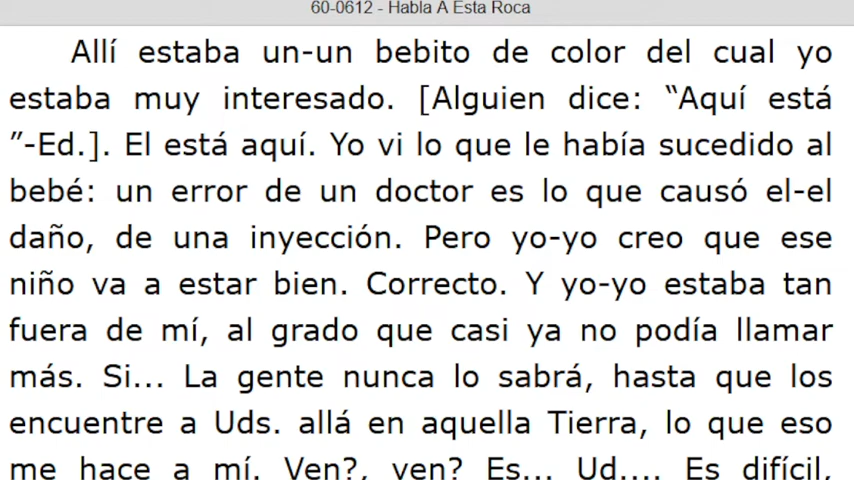 60-0612 - Habla A Esta Roca
Allí estaba un-un bebito de color del cual yo
estaba muy interesado. [Alguien dice: “Aquí está
”-Ed.]. El está aquí. Yo vi lo que le había sucedido al
bebé: un error de un doctor es lo que causó el-el
daño, de una inyección. Pero yo-yo creo que ese
niño va a estar bien. Correcto. Y yo-yo estaba tan
fuera de mí, al grado que casi ya no podía llamar
más. Si... La gente nunca lo sabrá, hasta que los
encuentre a Uds. allá en aquella Tierra, lo que eso
me hace a mí. Ven?, ven? Es... Ud.... Es difícil,